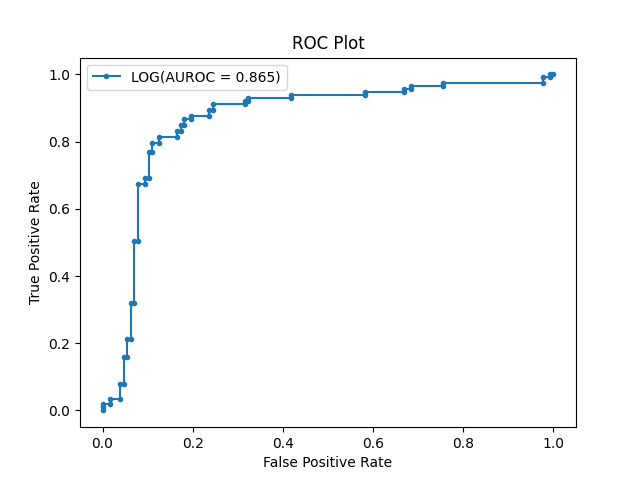 ROC Plot
LOG(AUROC = 0.865)
1.0
0.8
0.6
0.4
0.2
0.0
True Positive Rate
0.0 0.2 0.4 0.6 0.8 1.0
False Positive Rate